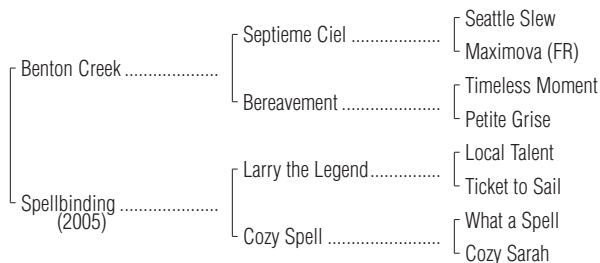 Seattle Slew
Septieme Ciel ...................
Maximova (FR)
Benton Creek ....................
Timeless Moment
Bereavement .....................
Petite Grise
Local Talent
Larry the Legend...............
Ticket to Sail
Spellbinding .....................
(2005)
What a Spell
Cozy Spell ........................
Cozy Sarah